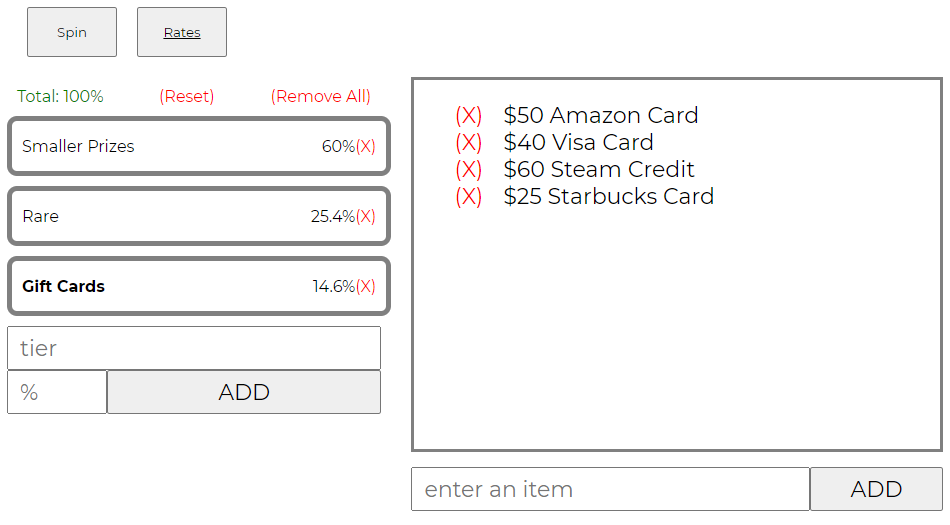 Spin Rates
Total: 100% (Reset) (Remove All)
Smaller Prizes 60%(X)
Rare 25.4%(X)
Gift Cards 14.6%(X)
tier
% ADD
(X) $50 Amazon Card
(X) $40 Visa Card
(X) $60 Steam Credit
(X) $25 Starbucks Card
enter an item ADD